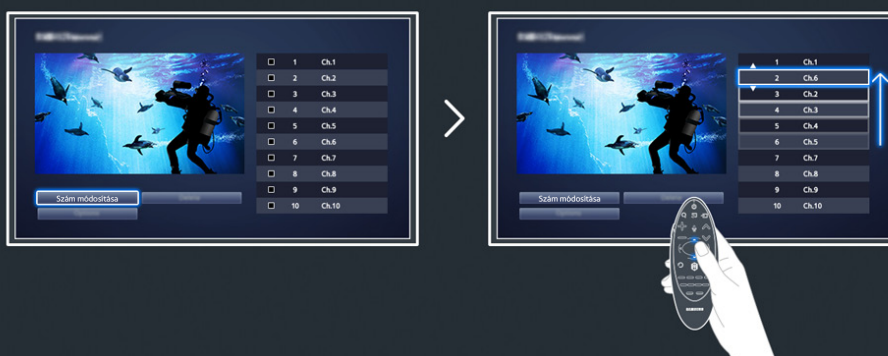 1 Ch.1
2 Ch.2
3 Ch.3
4 Ch.4
5 Ch.5
6 Ch.6
7 Ch.7
8 Ch.8
9 Ch.9
10 Ch.10
Szám módosítása
1 Ch.1
2 Ch.6
3 Ch.2
4 Ch.3
5 Ch.4
6 Ch.5
7 Ch.7
8 Ch.8
9 Ch.9
10 Ch.10
Szám módosítása